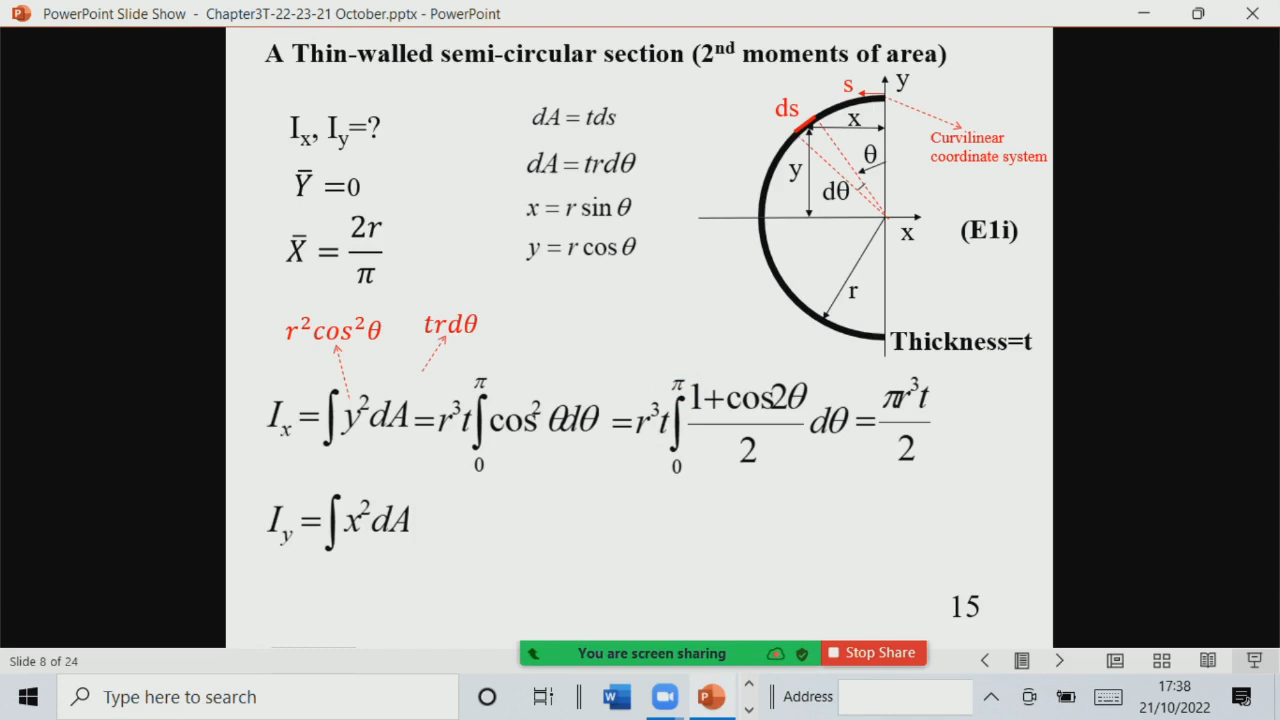 PowerPoint Slide Show - Chapter3T-22-23-21 October.pptx - PowerPoint
A Thin-walled semi-circular section (2nd moments of area)
Ix, Iy=?
Ȳ =0
X̄ = 2r/π
dA = tds
dA = trdθ
x = r sin θ
y = r cos θ
s
y
ds
x
Curvilinear
coordinate system
θ
y
dθ
x
(E1i)
r
Thickness=t
r²cos²θ
trdθ
Ix = ∫ y²dA = r³t ∫₀^π cos² θdθ = r³t ∫₀^π (1+cos2θ)/2 dθ = πr³t/2
Iy = ∫ x²dA
15
You are screen sharing
Stop Share
Slide 8 of 24
Type here to search
Address
17:38
21/10/2022